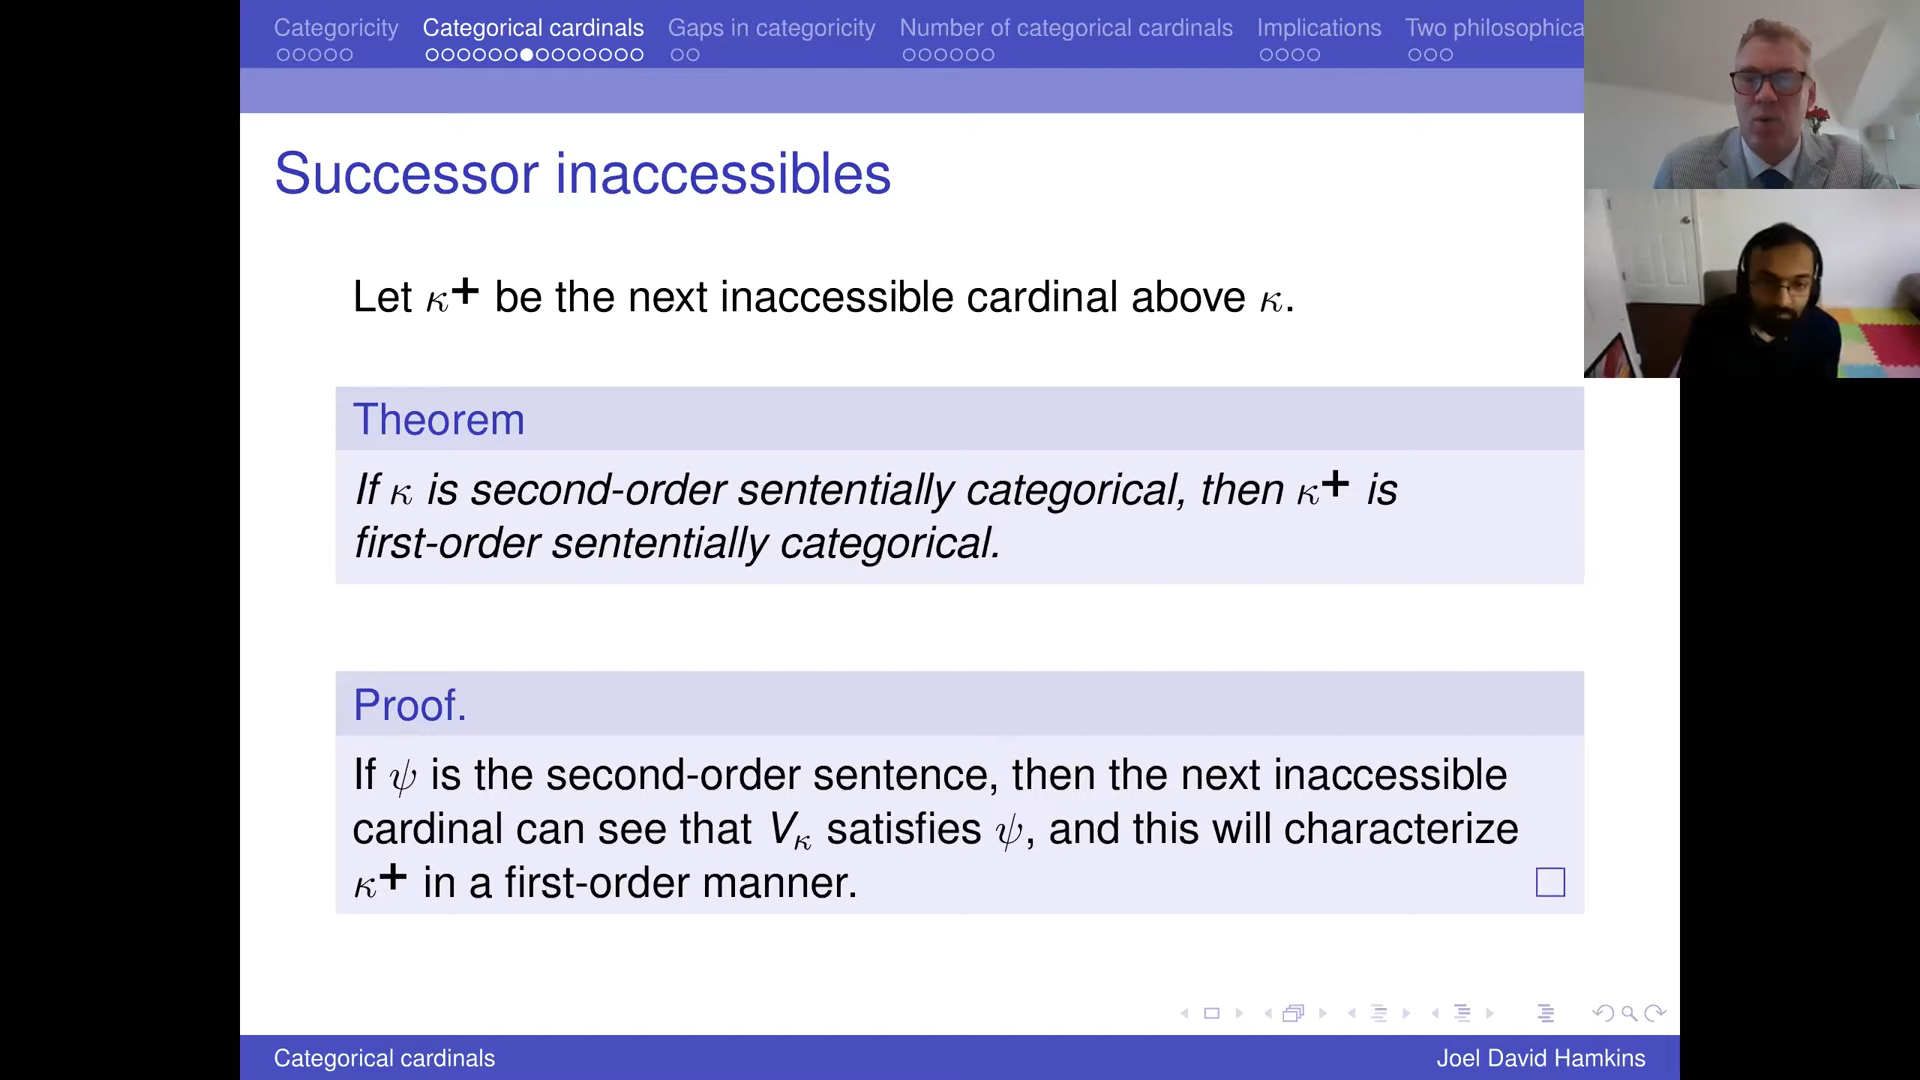 Categoricity Categorical cardinals Gaps in categoricity Number of categorical cardinals Implications Two philosophica
Successor inaccessibles
Let κ+ be the next inaccessible cardinal above κ.
Theorem
If κ is second-order sententially categorical, then κ+ is
first-order sententially categorical.
Proof.
If ψ is the second-order sentence, then the next inaccessible
cardinal can see that Vκ satisfies ψ, and this will characterize
κ+ in a first-order manner.
Categorical cardinals Joel David Hamkins